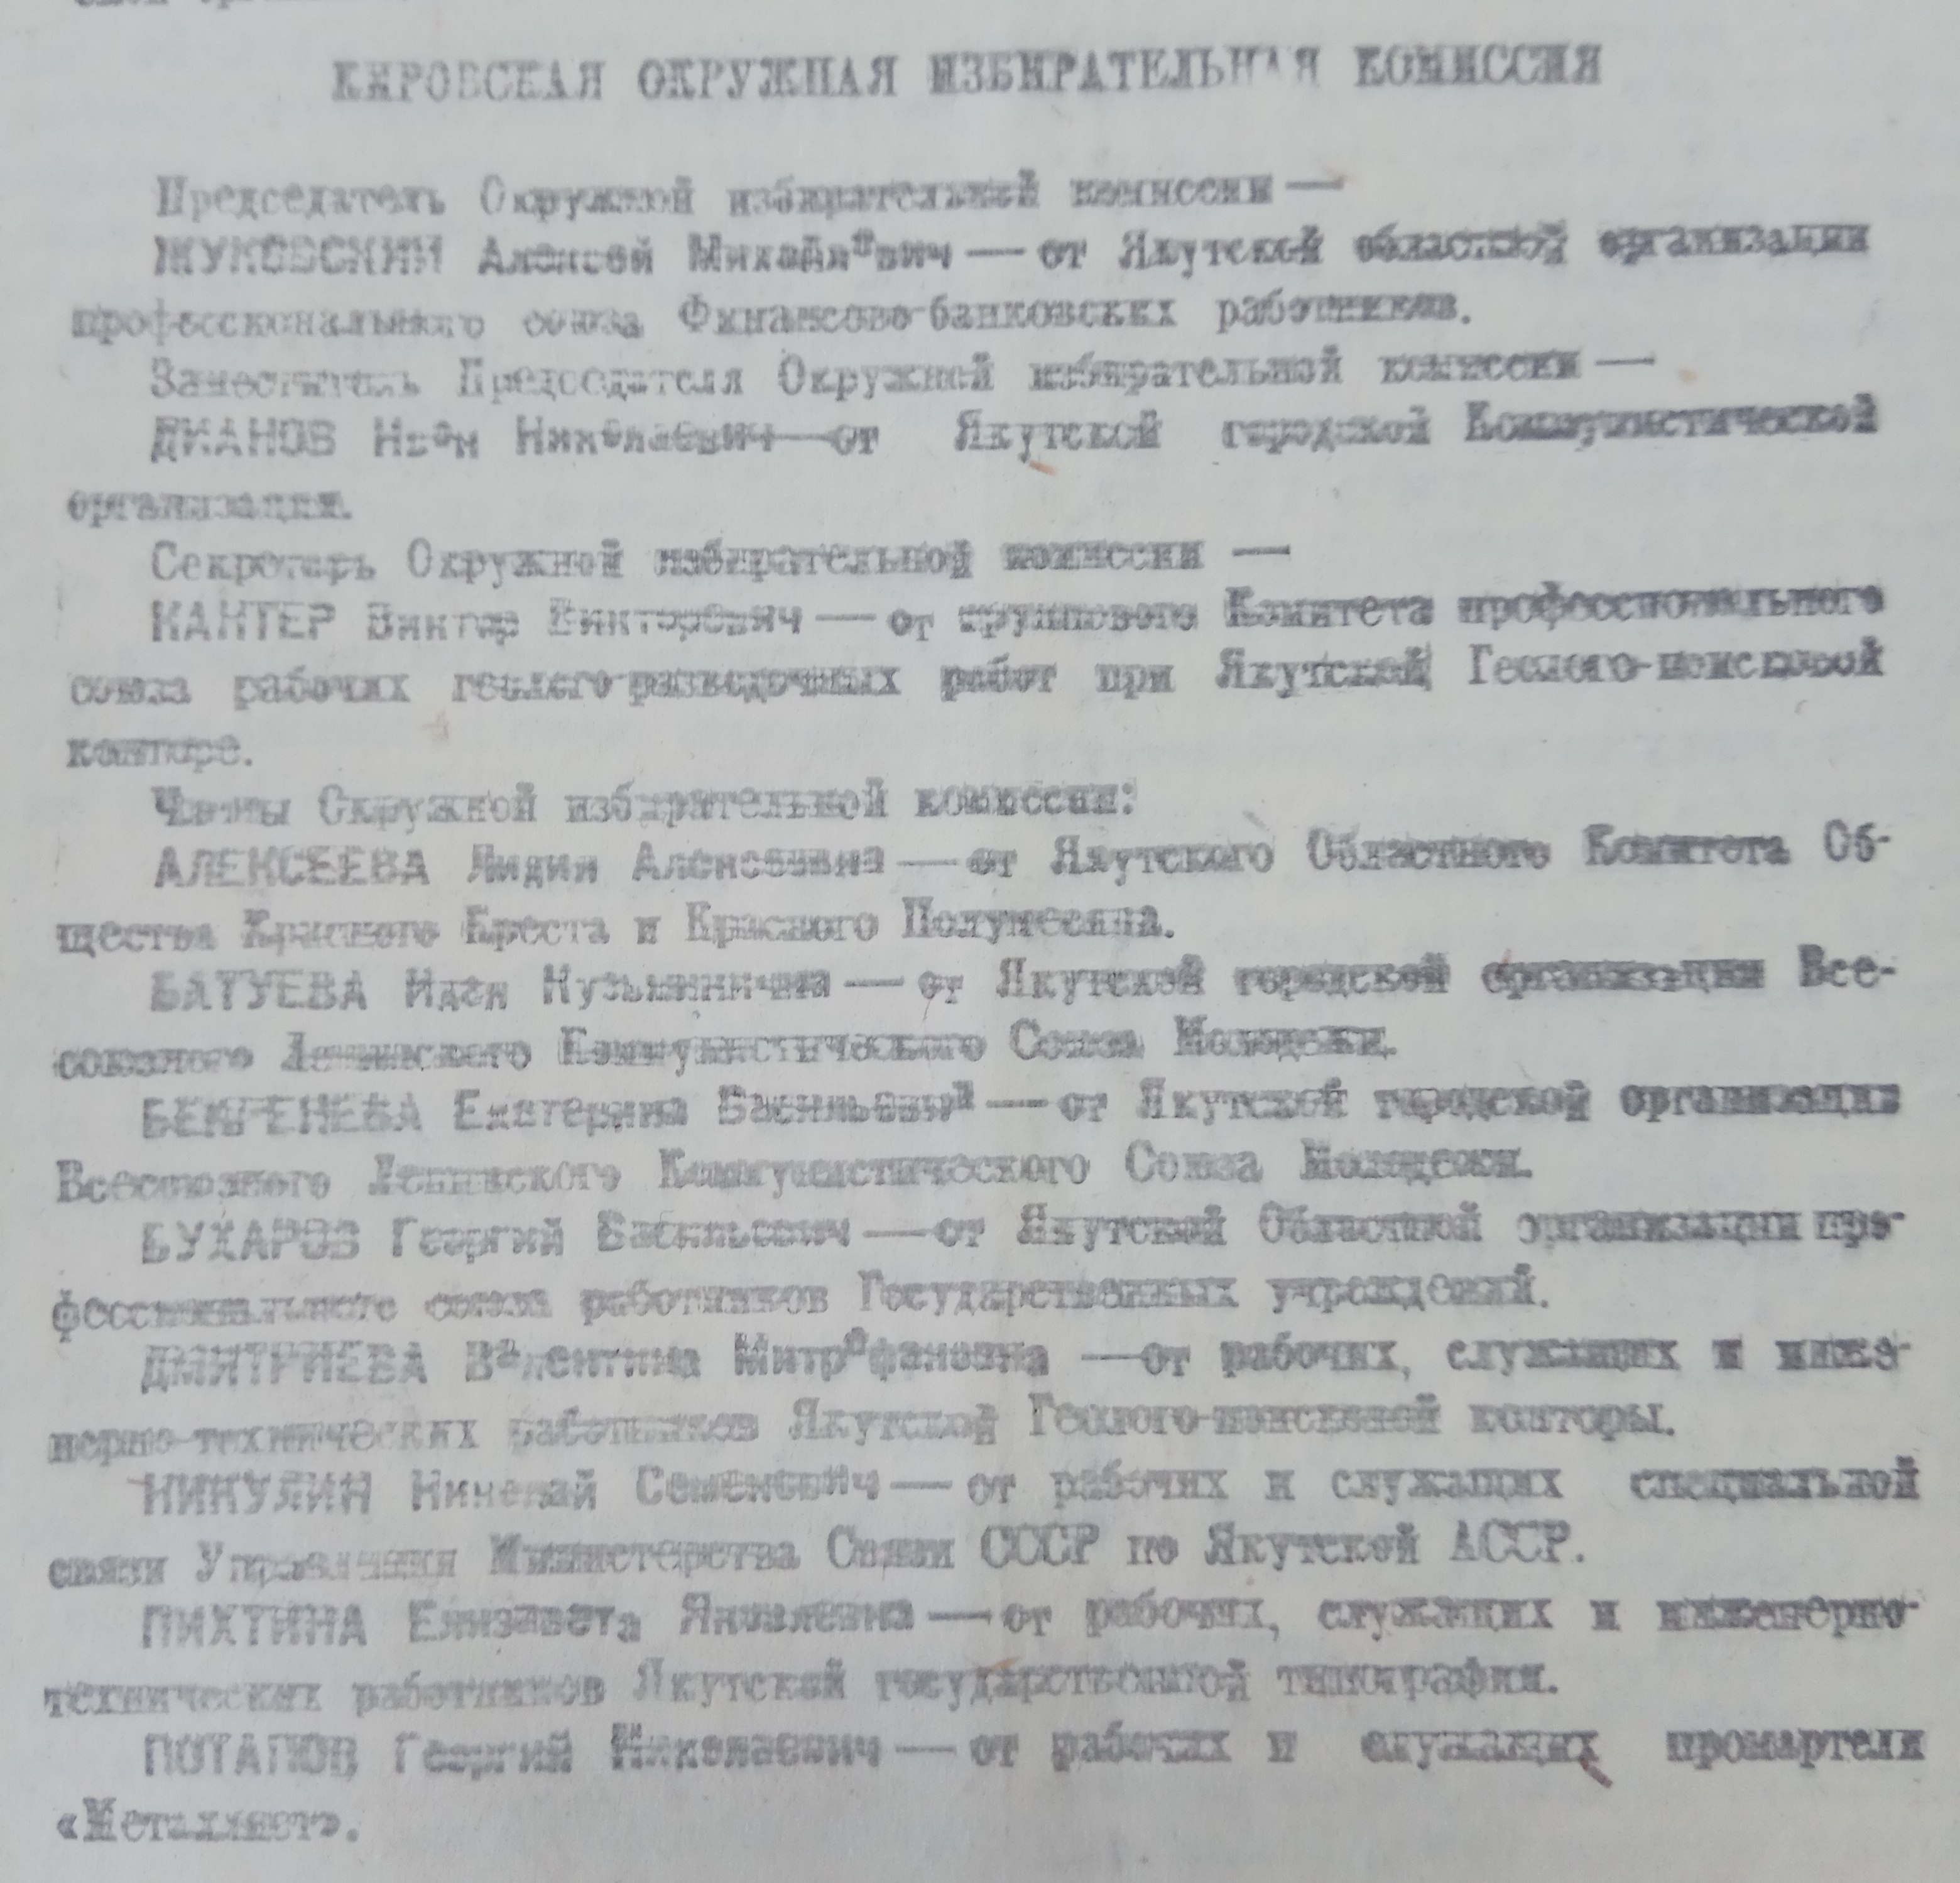 КИРОВСКАЯ ОКРУЖНАЯ ИЗБИРАТЕЛЬНАЯ КОМИССИЯ
Председатель Окружной избирательной комиссии —
ЖУКОВСКИЙ Алексей Михайлович — от Якутской областной организации
профессионального союза Финансово-банковских работников.
Заместитель Председателя Окружной избирательной комиссии —
ДИАНОВ Иван Николаевич — от Якутской городской Коммунистической
организации.
Секретарь Окружной избирательной комиссии —
КАНТЕР Виктор Викторович — от группового Комитета профессионального
союза рабочих геолого-разведочных работ при Якутской Геолого-поисковой
конторе.
Члены Окружной избирательной комиссии:
АЛЕКСЕЕВА Лидия Алексеевна — от Якутского Областного Комитета Об-
щества Красного Креста и Красного Полумесяца.
БАТУЕВА Идея Кузьминична — от Якутской городской организации Все-
союзного Ленинского Коммунистического Союза Молодежи.
Екатерина Васильевна — от Якутской городской организации
Всесоюзного Ленинского Коммунистического Союза Молодежи.
БУХАРОВ Георгий Васильевич — от Якутской Областной организации про-
фессионального союза работников Государственных учреждений.
ДМИТРИЕВА Валентина Митрофановна — от рабочих, служащих и инже-
нерно-технических работников Якутской Геолого-поисковой конторы.
НИКУЛИН Николай Семенович — от рабочих и служащих специальной
связи Управления Министерства Связи СССР по Якутской АССР.
ПИХТИНА Елизавета Яковлевна — от рабочих, служащих и инженерно-
технических работников Якутской государственной типографии.
ПОТАПОВ Георгий Николаевич — от рабочих и служащих промартели
«Металлист».